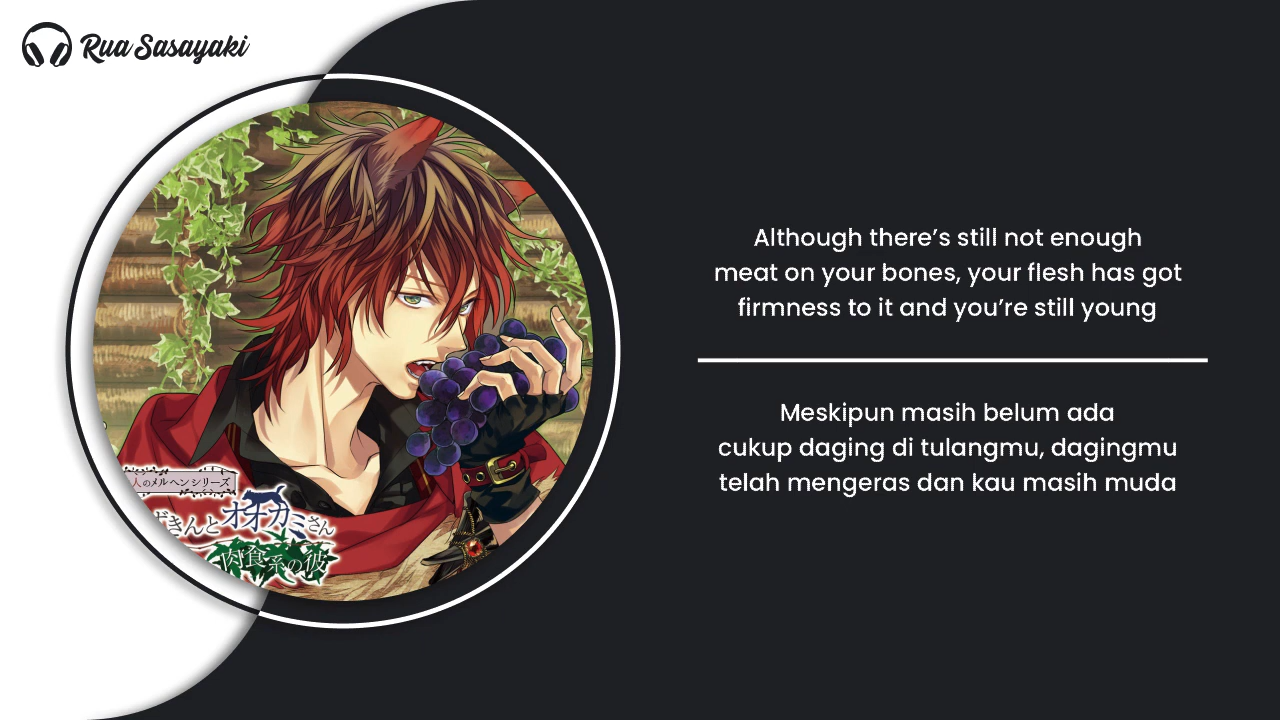 Rua Sasayaki
Although there's still not enough
meat on your bones, your flesh has got
firmness to it and you're still young
Meskipun masih belum ada
cukup daging di tulangmu, dagingmu
telah mengeras dan kau masih muda
人のメルヘンシリーズ
ずきんとオオカミさん
肉食系の彼